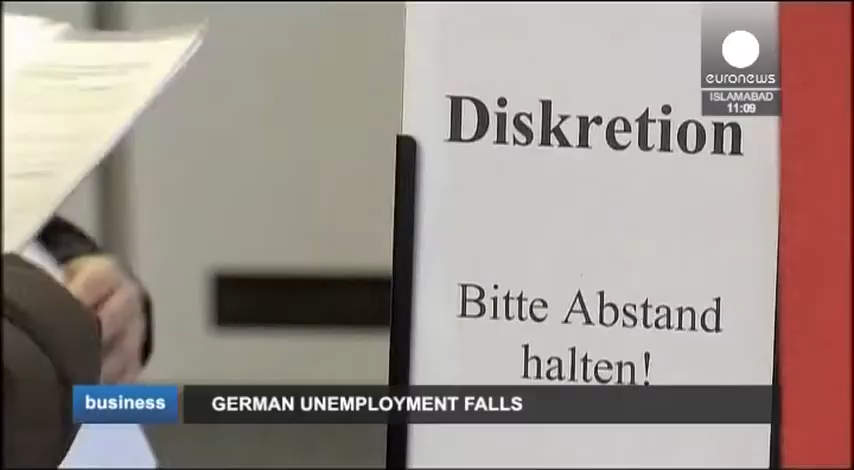 euronews
ISLAMABAD
11:09
Diskretion
Bitte Abstand
halten!
business
GERMAN UNEMPLOYMENT FALLS